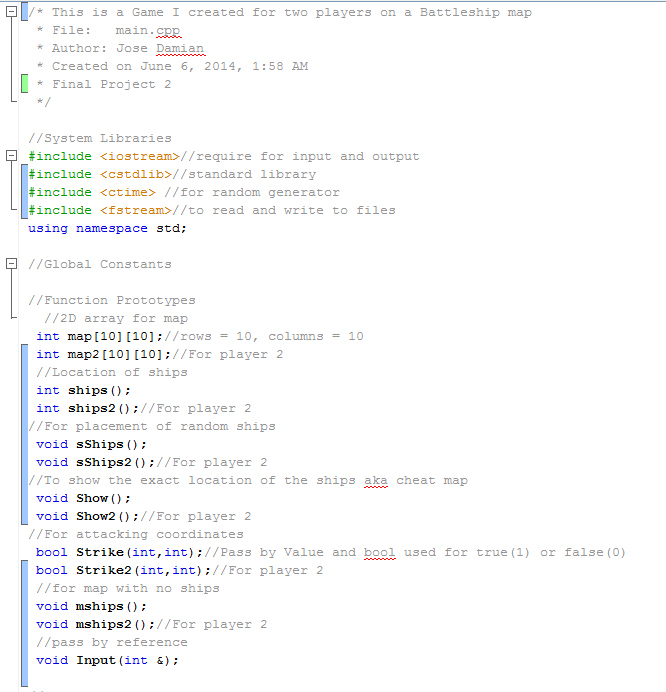 /* This is a Game I created for two players on a Battleship map
 * File:   main.cpp
 * Author: Jose Damian
 * Created on June 6, 2014, 1:58 AM
 * Final Project 2
 */

//System Libraries
#include <iostream>//require for input and output
#include <cstdlib>//standard library
#include <ctime> //for random generator
#include <fstream>//to read and write to files
using namespace std;

//Global Constants

//Function Prototypes
  //2D array for map
 int map[10][10];//rows = 10, columns = 10
 int map2[10][10];//For player 2
 //Location of ships
 int ships();
 int ships2();//For player 2
//For placement of random ships
 void sShips();
 void sShips2();//For player 2
//To show the exact location of the ships aka cheat map
 void Show();
 void Show2();//For player 2
//For attacking coordinates
 bool Strike(int,int);//Pass by Value and bool used for true(1) or false(0)
 bool Strike2(int,int);//For player 2
 //for map with no ships
 void mships();
 void mships2();//For player 2
 //pass by reference
 void Input(int &);